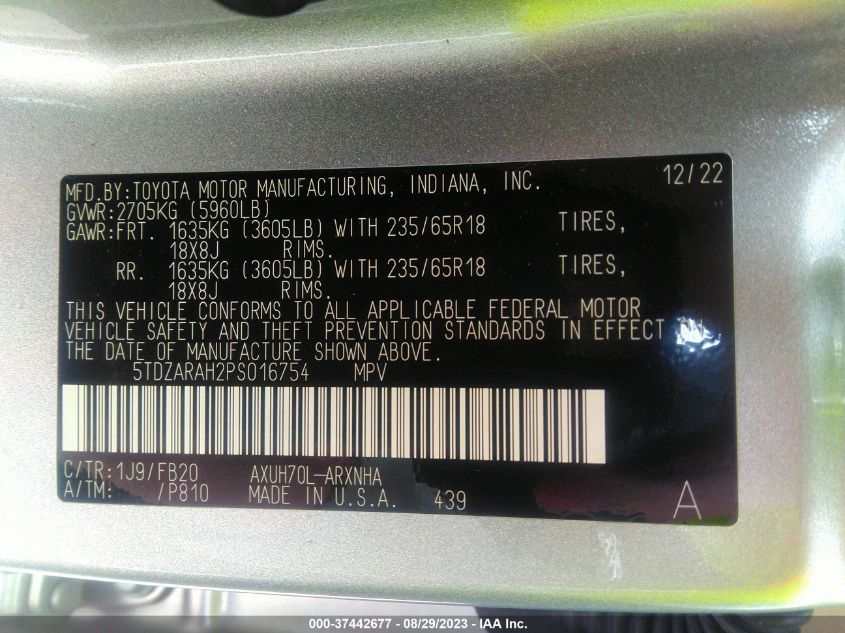 MFD.BY:TOYOTA MOTOR MANUFACTURING, INDIANA, INC. 12/22
GVWR:2705KG (5960LB)
GAWR:FRT. 1635KG (3605LB) WITH 235/65R18 TIRES,
18X8J RIMS.
RR. 1635KG (3605LB) WITH 235/65R18 TIRES,
18X8J RIMS.
THIS VEHICLE CONFORMS TO ALL APPLICABLE FEDERAL MOTOR
VEHICLE SAFETY AND THEFT PREVENTION STANDARDS IN EFFECT ON
THE DATE OF MANUFACTURE SHOWN ABOVE.
5TDZARAH2PS016754 MPV
C/TR:1J9/FB20 AXUH70L-ARXNHA
A/TM: /P810 MADE IN U.S.A. 439 A
000-37442677 - 08/29/2023 - IAA Inc.